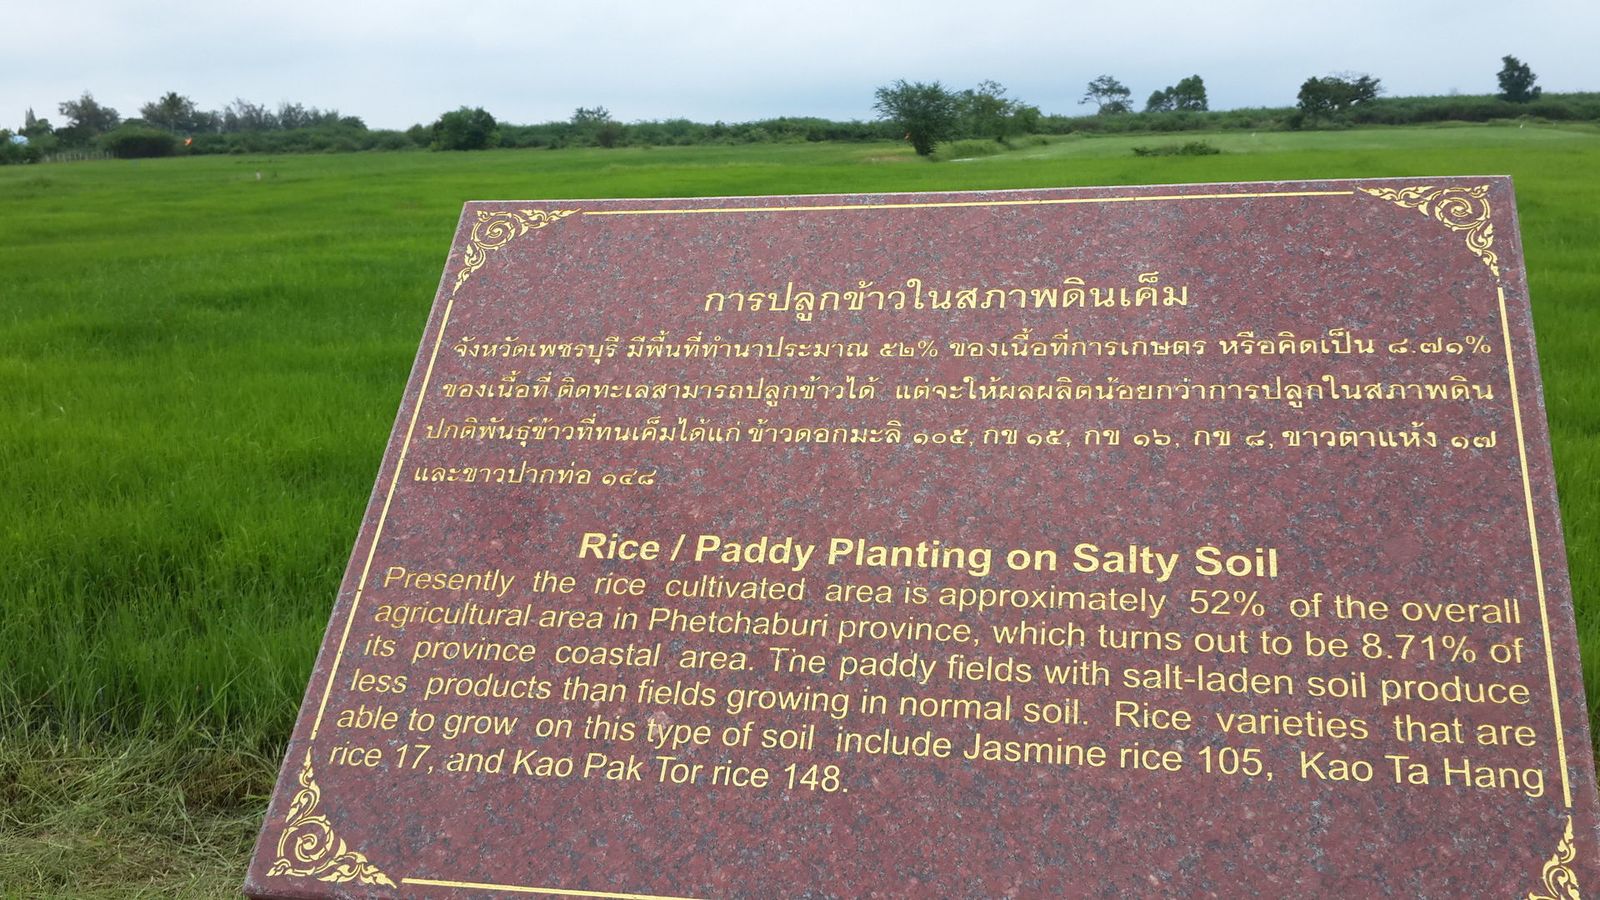 การปลูกข้าวในสภาพดินเค็ม
จังหวัดเพชรบุรี มีพื้นที่ทำนาประมาณ ๕๒% ของเนื้อที่การเกษตร หรือคิดเป็น ๘.๗๑%
ของเนื้อที่ ติดทะเลสามารถปลูกข้าวได้ แต่จะให้ผลผลิตน้อยกว่าการปลูกในสภาพดิน
ปกติพันธุ์ข้าวที่ทนเค็มได้แก่ ข้าวดอกมะลิ ๑๐๕, กข ๑๕, กข ๑๖, กข ๘, ขาวตาแห้ง ๑๗
และขาวปากท่อ ๑๔๘
Rice / Paddy Planting on Salty Soil
Presently the rice cultivated area is approximately 52% of the overall
agricultural area in Phetchaburi province, which turns out to be 8.71% of
its province coastal area. The paddy fields with salt-laden soil produce
less products than fields growing in normal soil. Rice varieties that are
able to grow on this type of soil include Jasmine rice 105, Kao Ta Hang
rice 17, and Kao Pak Tor rice 148.